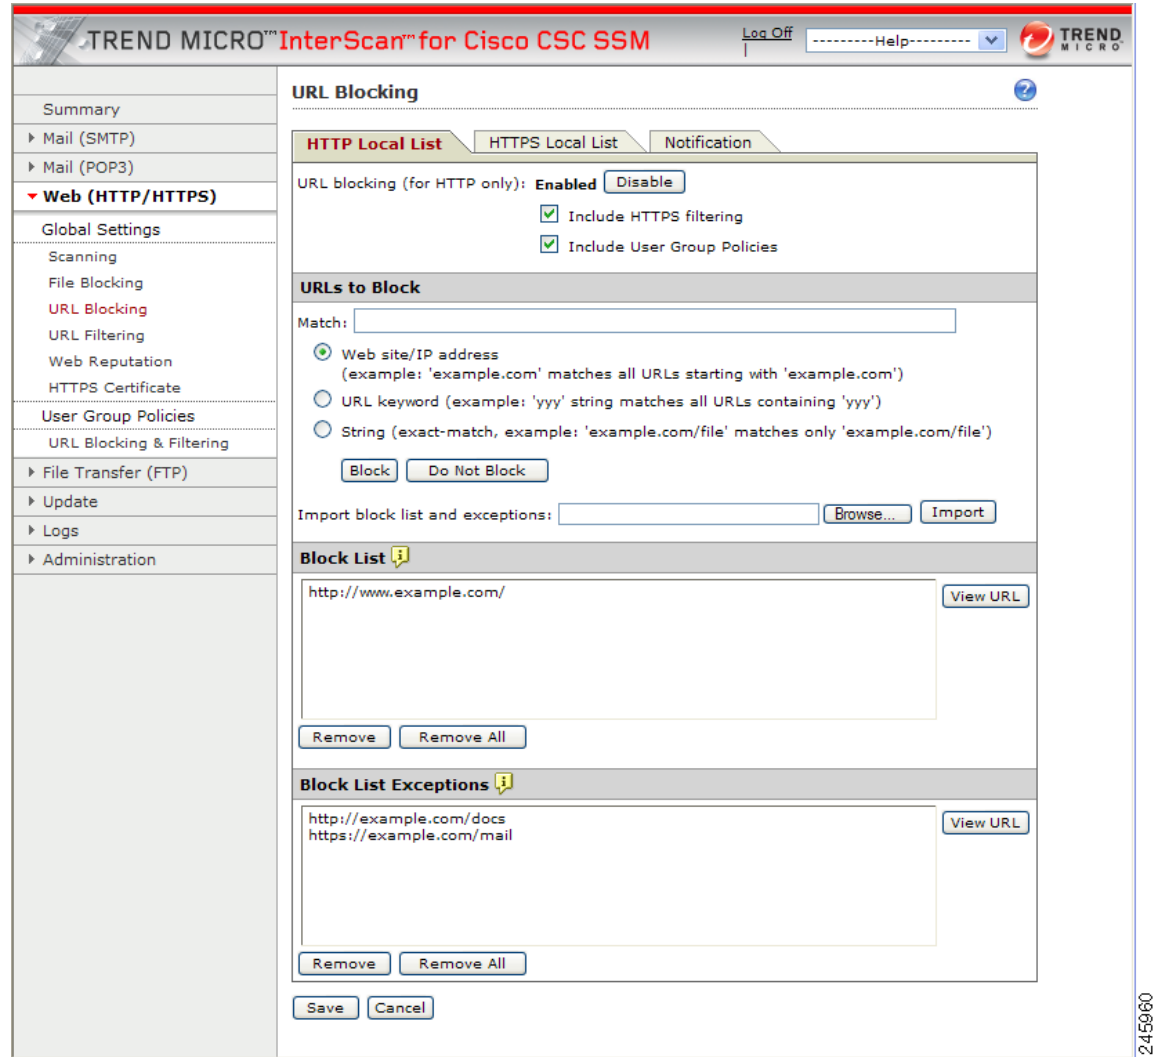 TREND MICRO™ InterScan™ for Cisco CSC SSM
Log Off
|
---------Help---------
TREND MICRO
Summary
Mail (SMTP)
Mail (POP3)
Web (HTTP/HTTPS)
Global Settings
Scanning
File Blocking
URL Blocking
URL Filtering
Web Reputation
HTTPS Certificate
User Group Policies
URL Blocking & Filtering
File Transfer (FTP)
Update
Logs
Administration
URL Blocking
?
HTTP Local List
HTTPS Local List
Notification
URL blocking (for HTTP only): Enabled Disable
Include HTTPS filtering
Include User Group Policies
URLs to Block
Match:
Web site/IP address
(example: 'example.com' matches all URLs starting with 'example.com')
URL keyword (example: 'yyy' string matches all URLs containing 'yyy')
String (exact-match, example: 'example.com/file' matches only 'example.com/file')
Block Do Not Block
Import block list and exceptions: Browse... Import
Block List i
http://www.example.com/
View URL
Remove Remove All
Block List Exceptions i
http://example.com/docs
https://example.com/mail
View URL
Remove Remove All
Save Cancel
245960